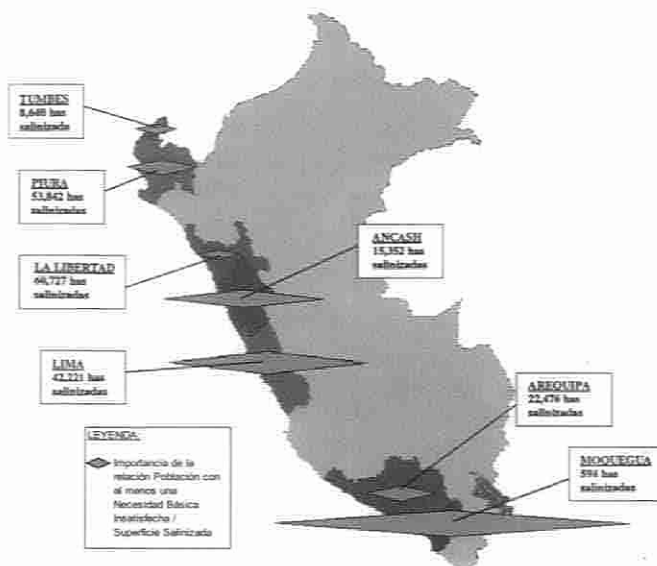 TUMBES
8,640 has
salinizada
PIURA
53,842 has
salinizadas
LA LIBERTAD
60,727 has
salinizadas
ANCASH
15,352 has
salinizadas
LIMA
42,221 has
salinizadas
AREQUIPA
22,476 has
salinizadas
MOQUEGUA
594 has
salinizadas
LEYENDA:
Importancia de la
relación Población con
al menos una
Necesidad Básica
Insatisfecha /
Superficie Salinizada